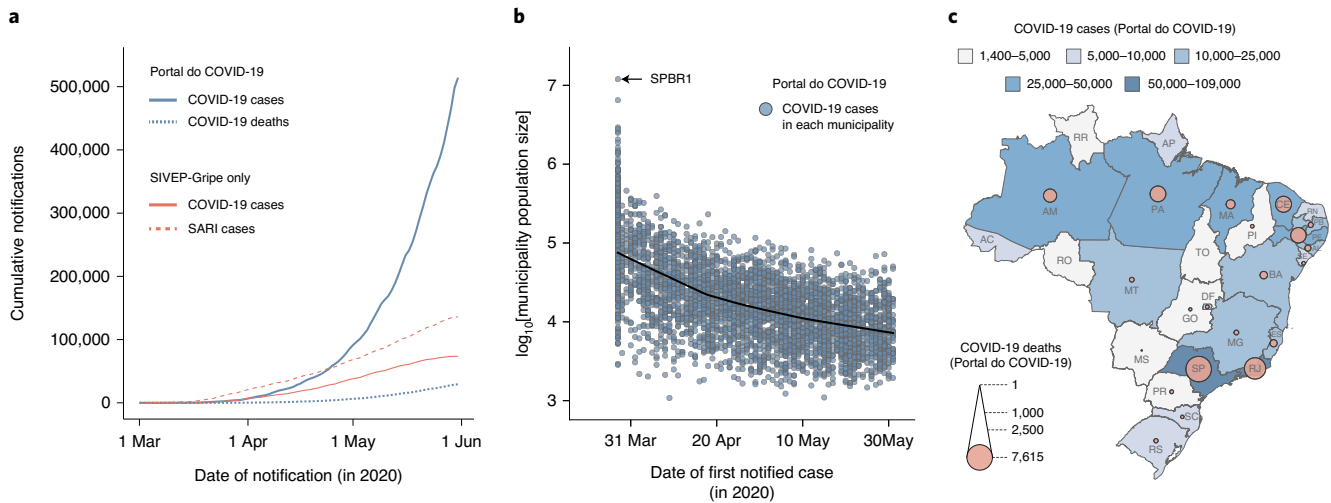 a
Cumulative notifications
500,000
400,000
300,000
200,000
100,000
0
Portal do COVID-19
COVID-19 cases
COVID-19 deaths
SIVEP-Gripe only
COVID-19 cases
SARI cases
1 Mar
1 Apr
1 May
1 Jun
Date of notification (in 2020)
b
log10[municipality population size]
7
6
5
4
3
SPBR1
Portal do COVID-19
COVID-19 cases
in each municipality
31 Mar
20 Apr
10 May
30 May
Date of first notified case
(in 2020)
c
COVID-19 cases (Portal do COVID-19)
1,400–5,000
5,000–10,000
10,000–25,000
25,000–50,000
50,000–109,000
RR
AP
AM
PA
MA
CE
RN
PB
PE
PI
AC
TO
SE
RO
BA
MT
DF
GO
MG
ES
MS
SP
RJ
PR
SC
RS
COVID-19 deaths
(Portal do COVID-19)
1
1,000
2,500
7,615